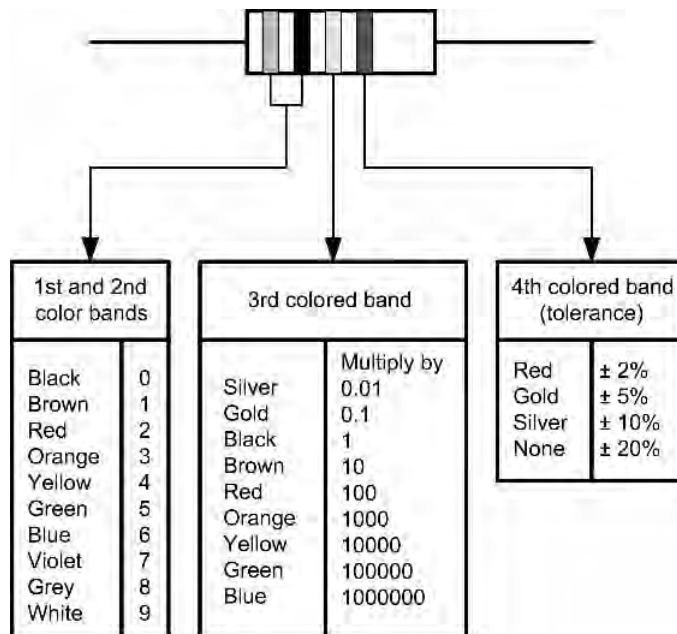 1st and 2nd
color bands
Black 0
Brown 1
Red 2
Orange 3
Yellow 4
Green 5
Blue 6
Violet 7
Grey 8
White 9
3rd colored band
Multiply by
Silver 0.01
Gold 0.1
Black 1
Brown 10
Red 100
Orange 1000
Yellow 10000
Green 100000
Blue 1000000
4th colored band
(tolerance)
Red ± 2%
Gold ± 5%
Silver ± 10%
None ± 20%